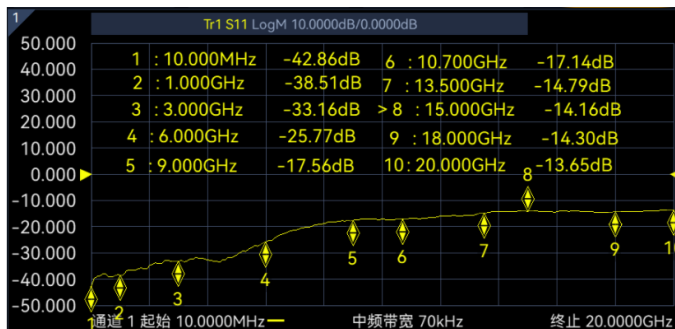 1
Tr1 S11 LogM 10.0000dB/0.0000dB
50.000
40.000
30.000
20.000
10.000
0.000
-10.000
-20.000
-30.000
-40.000
-50.000
1 : 10.000MHz -42.86dB
2 : 1.000GHz -38.51dB
3 : 3.000GHz -33.16dB
4 : 6.000GHz -25.77dB
5 : 9.000GHz -17.56dB
6 : 10.700GHz -17.14dB
7 : 13.500GHz -14.79dB
> 8 : 15.000GHz -14.16dB
9 : 18.000GHz -14.30dB
10: 20.000GHz -13.65dB
1
2
3
4
5
6
7
8
9
10
通道 1 起始 10.0000MHz 中频带宽 70kHz 终止 20.0000GHz